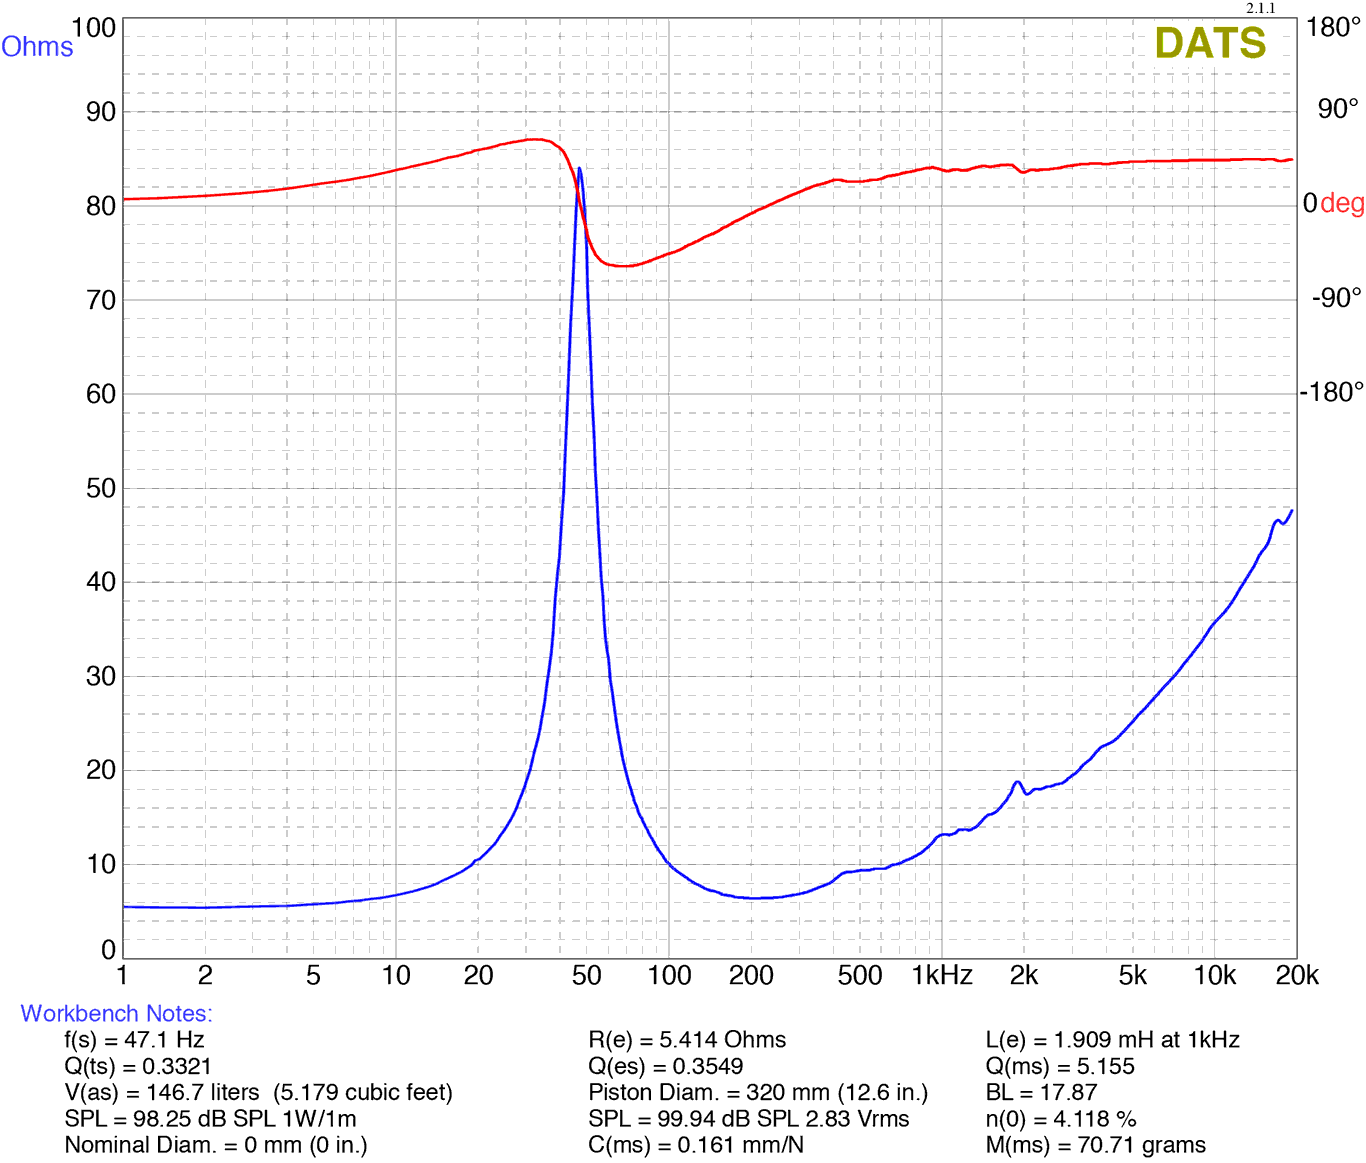 2.1.1
100
180°
Ohms
DATS
90
90°
80
0 deg
70
-90°
60
-180°
50
40
30
20
10
0
1 2 5 10 20 50 100 200 500 1kHz 2k 5k 10k 20k
Workbench Notes:
f(s) = 47.1 Hz R(e) = 5.414 Ohms L(e) = 1.909 mH at 1kHz
Q(ts) = 0.3321 Q(es) = 0.3549 Q(ms) = 5.155
V(as) = 146.7 liters (5.179 cubic feet) Piston Diam. = 320 mm (12.6 in.) BL = 17.87
SPL = 98.25 dB SPL 1W/1m SPL = 99.94 dB SPL 2.83 Vrms n(0) = 4.118 %
Nominal Diam. = 0 mm (0 in.) C(ms) = 0.161 mm/N M(ms) = 70.71 grams